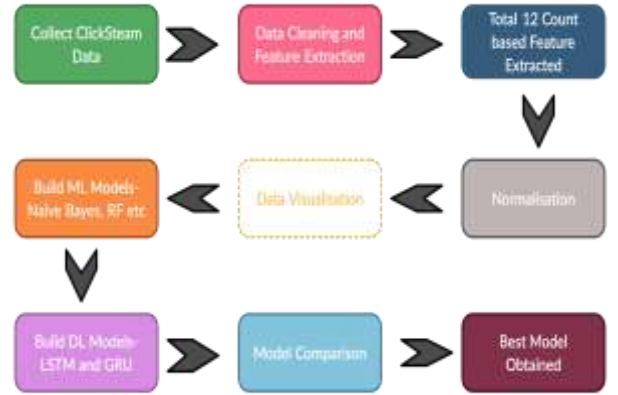 Collect ClickSteam
Data
Data Cleaning and
Feature Extraction
Total 12 Count
based Feature
Extracted
Normalisation
Data Visualisation
Build ML Models-
Naive Bayes, RF etc
Build DL Models-
LSTM and GRU
Model Comparison
Best Model
Obtained